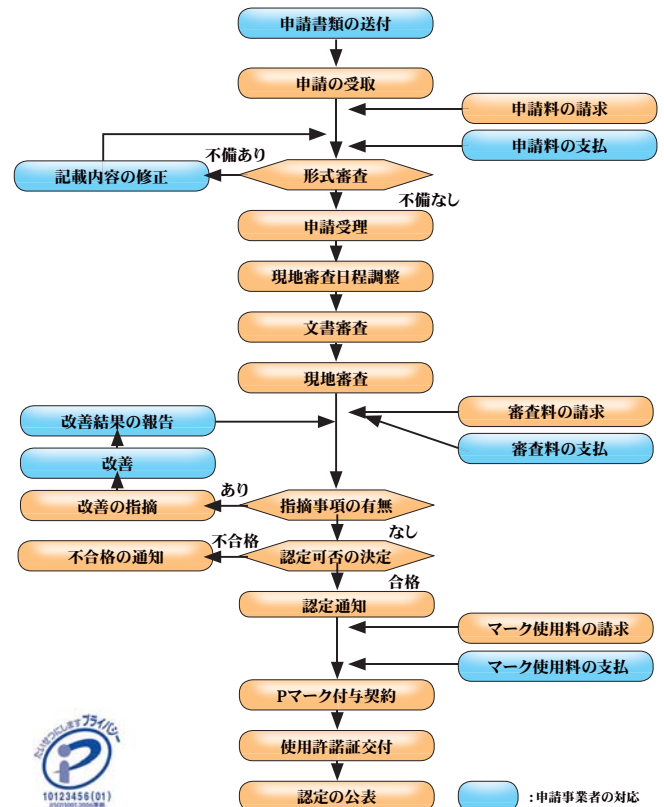 申請書類の送付
申請の受取
申請料の請求
申請料の支払
不備あり
記載内容の修正
形式審査
不備なし
申請受理
現地審査日程調整
文書審査
現地審査
審査料の請求
改善結果の報告
審査料の支払
改善
あり
改善の指摘
指摘事項の有無
なし
不合格
不合格の通知
認定可否の決定
合格
認定通知
マーク使用料の請求
マーク使用料の支払
Pマーク付与契約
たいせつにしますプライバシー
使用許諾証交付
10123456(01)
認定の公表
:申請事業者の対応